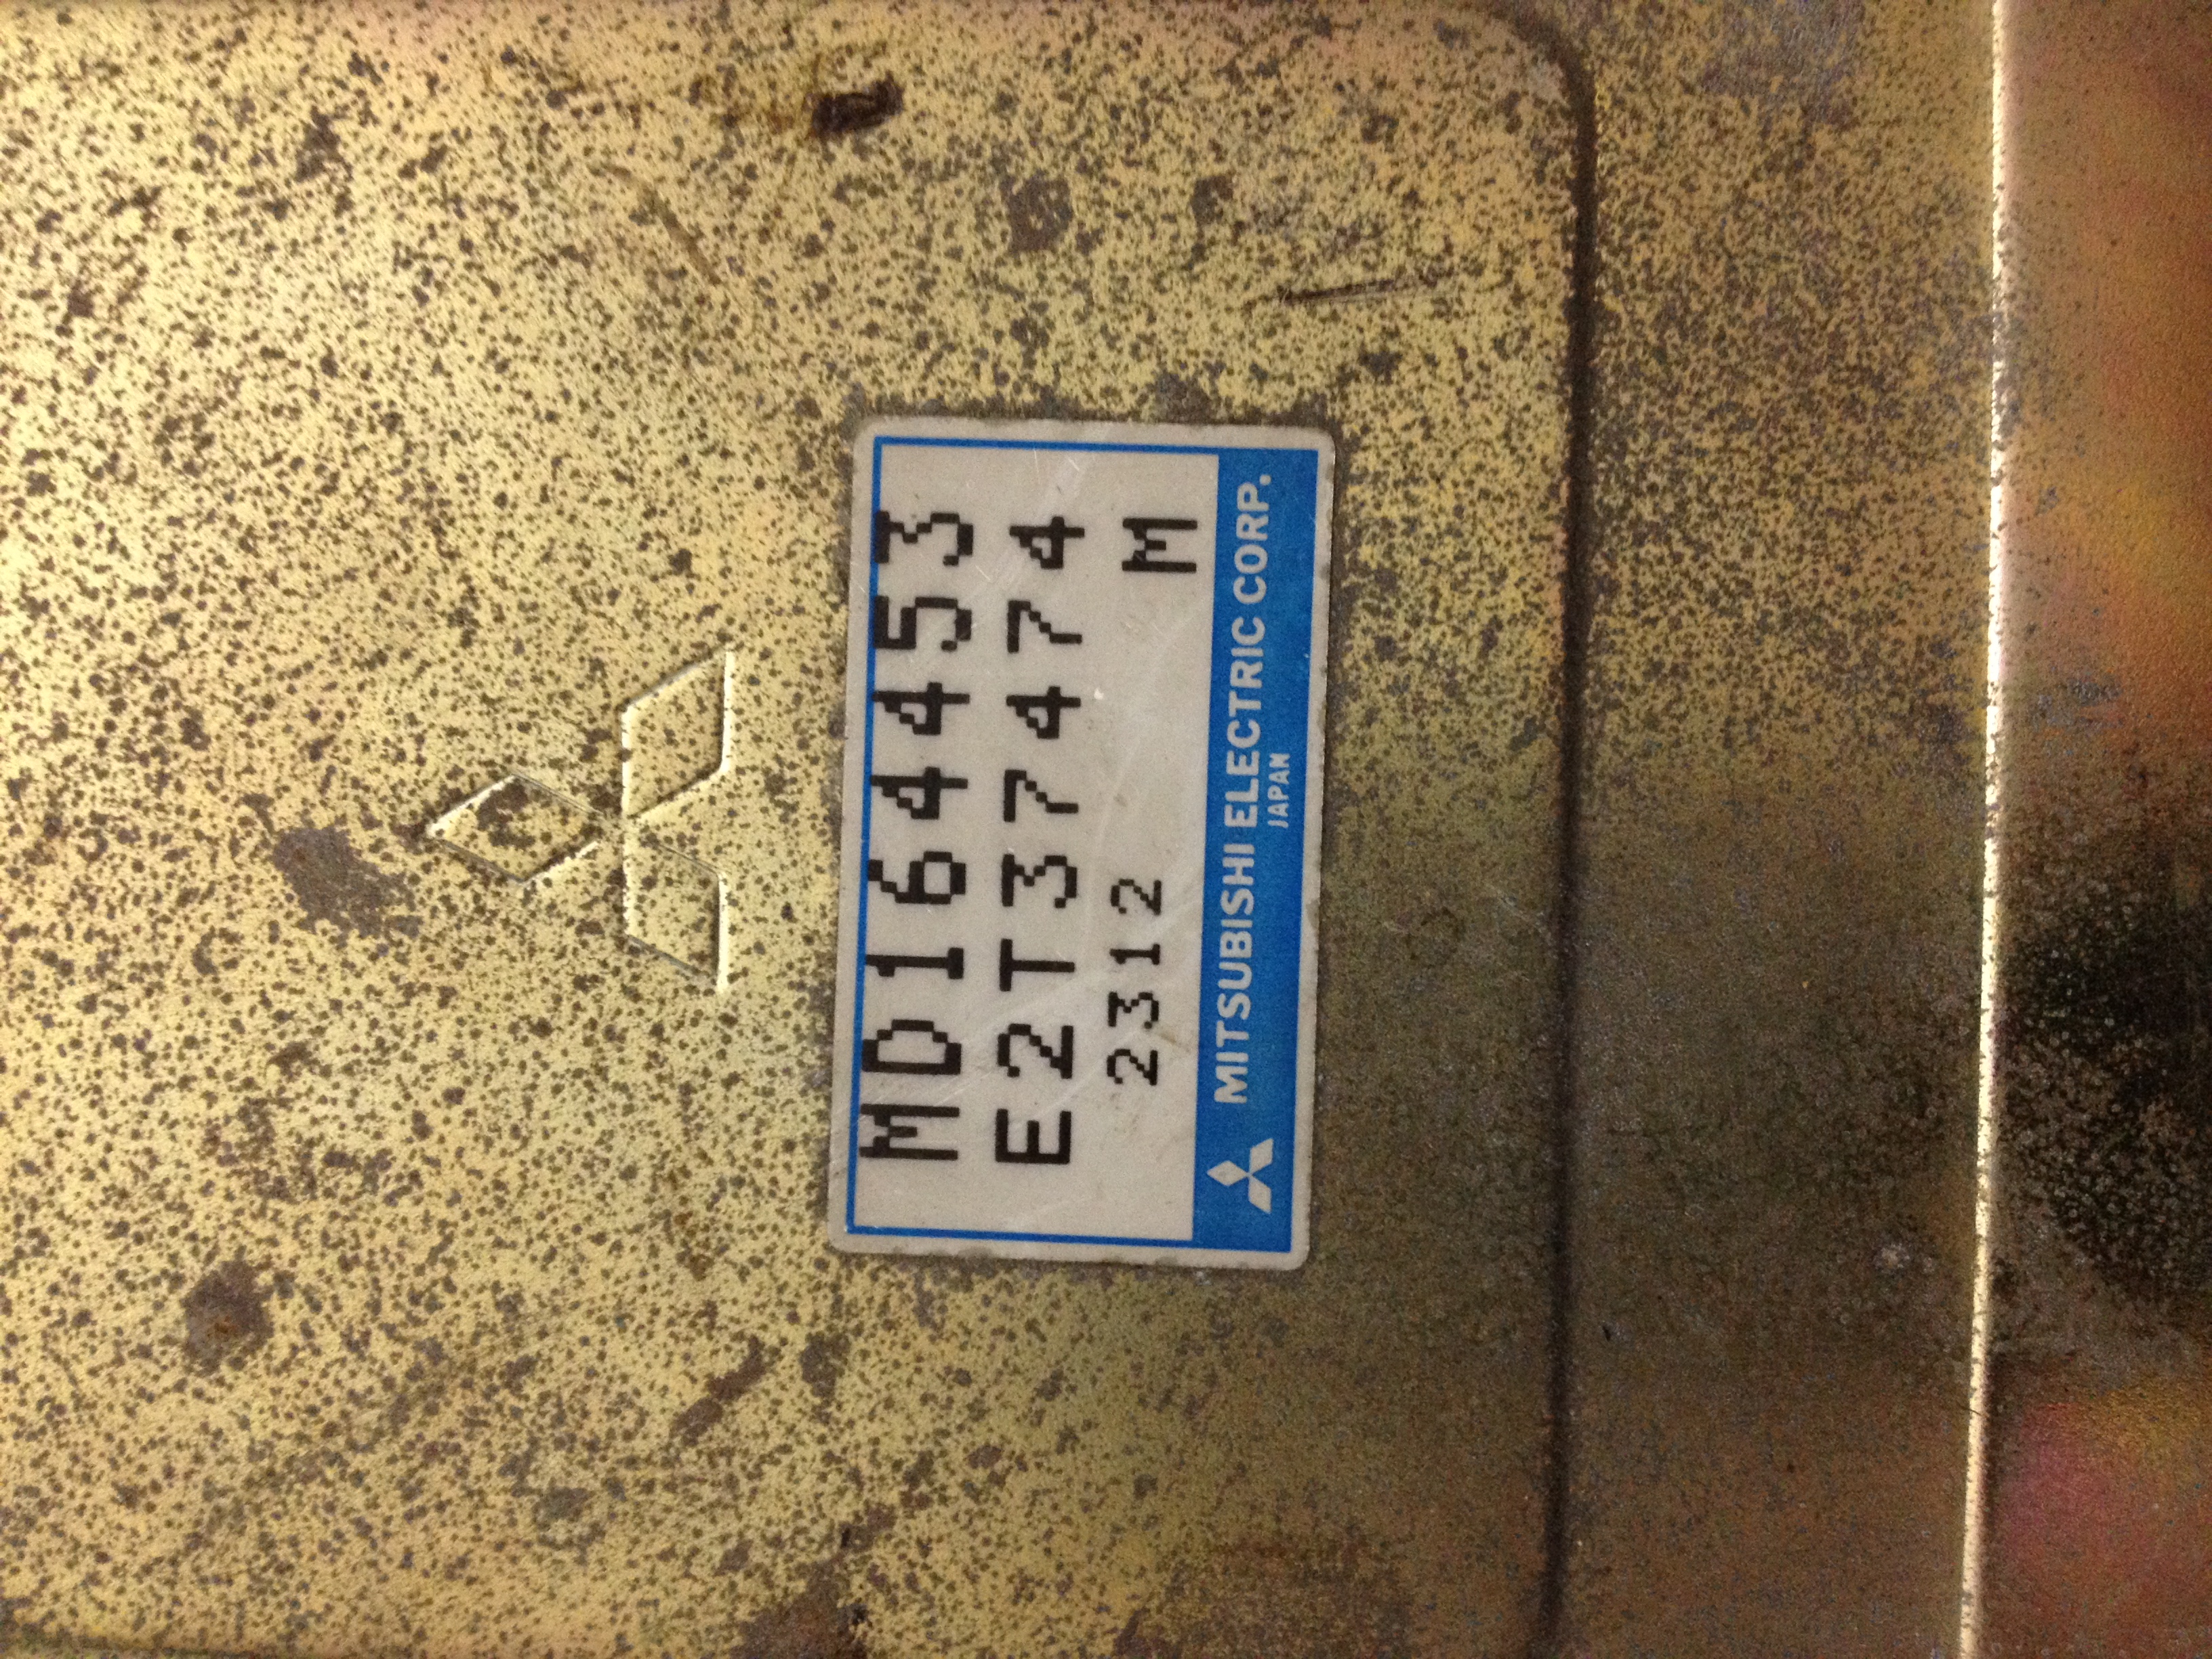 MD164453
E2T37474
2312 M
MITSUBISHI ELECTRIC CORP.
JAPAN